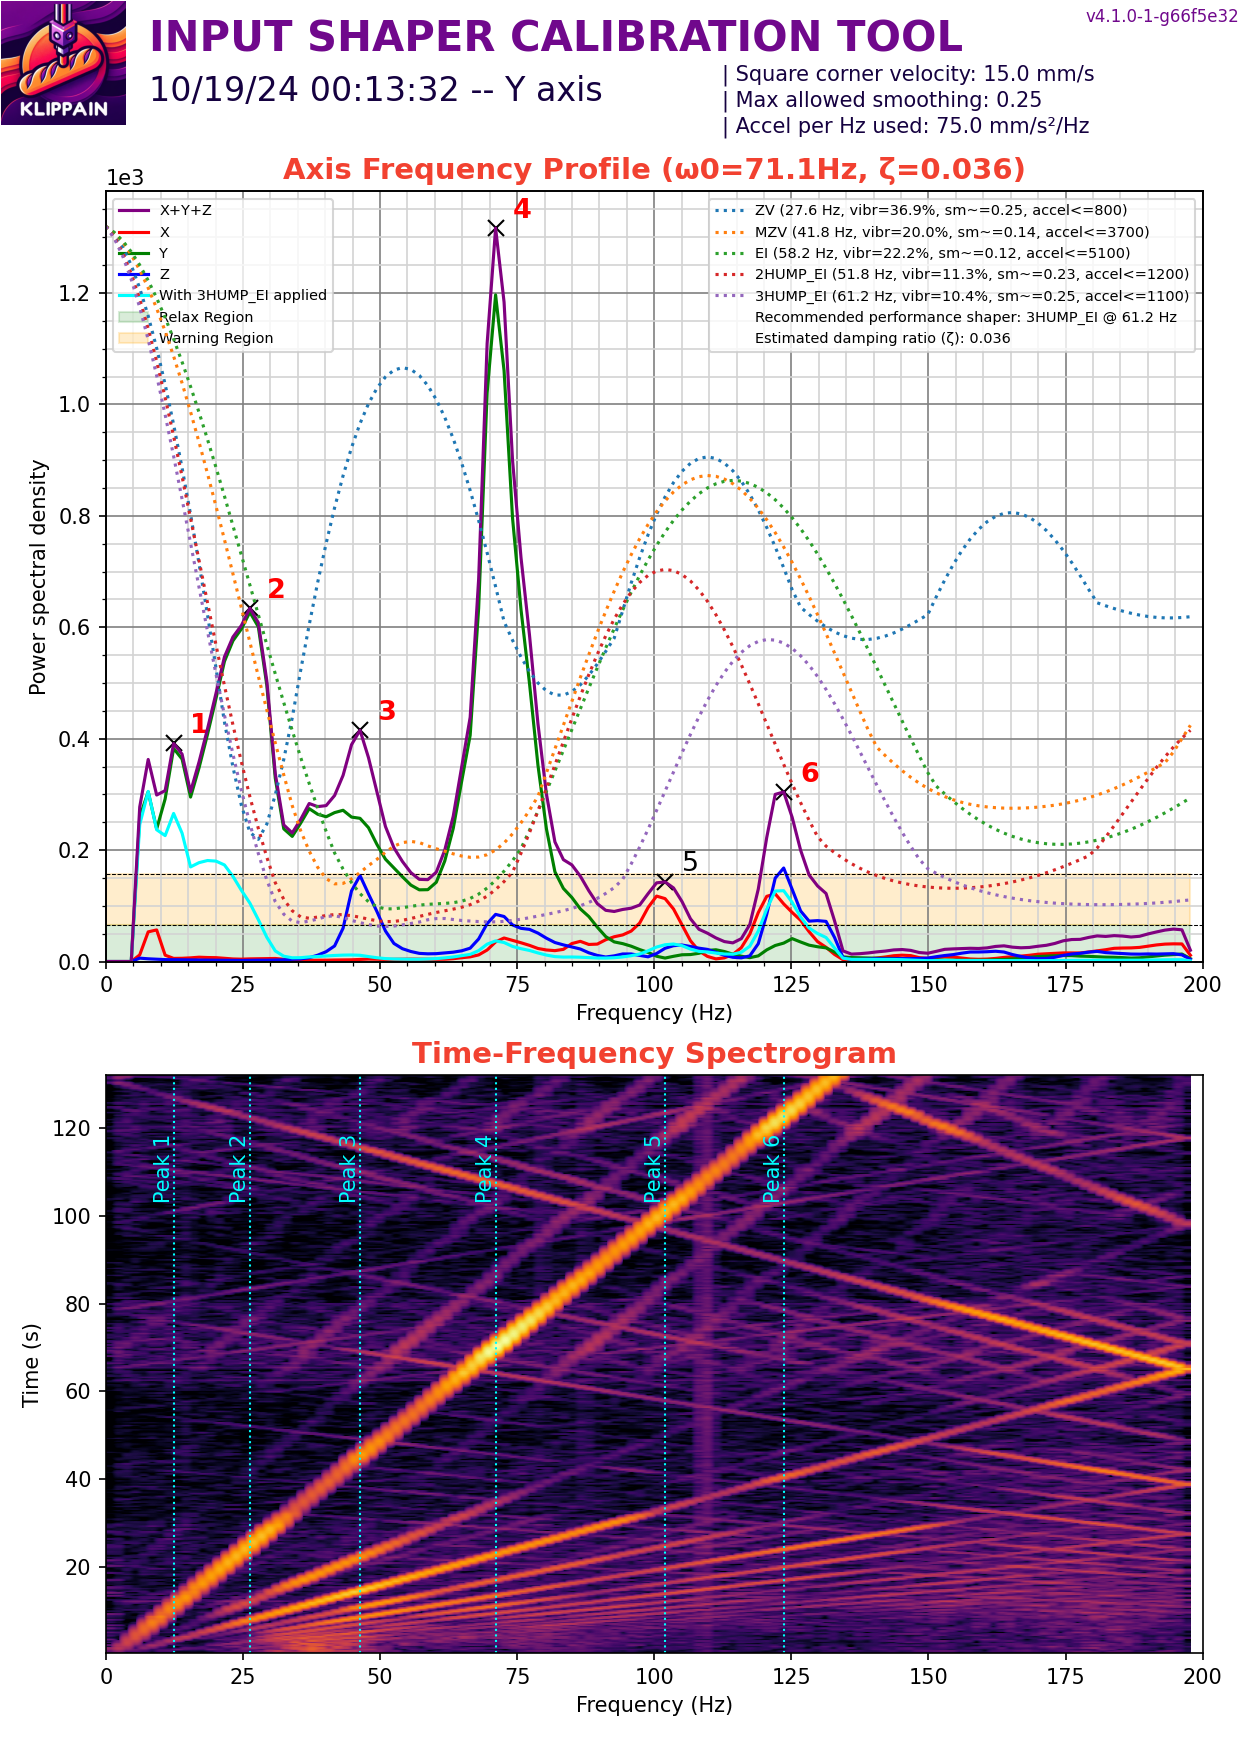 v4.1.0-1-g66f5e32
INPUT SHAPER CALIBRATION TOOL
10/19/24 00:13:32 -- Y axis
| Square corner velocity: 15.0 mm/s
| Max allowed smoothing: 0.25
| Accel per Hz used: 75.0 mm/s²/Hz
KLIPPAIN
Axis Frequency Profile (ω0=71.1Hz, ζ=0.036)
1e3
X+Y+Z
X
Y
Z
With 3HUMP_EI applied
Relax Region
Warning Region
ZV (27.6 Hz, vibr=36.9%, sm~=0.25, accel<=800)
MZV (41.8 Hz, vibr=20.0%, sm~=0.14, accel<=3700)
EI (58.2 Hz, vibr=22.2%, sm~=0.12, accel<=5100)
2HUMP_EI (51.8 Hz, vibr=11.3%, sm~=0.23, accel<=1200)
3HUMP_EI (61.2 Hz, vibr=10.4%, sm~=0.25, accel<=1100)
Recommended performance shaper: 3HUMP_EI @ 61.2 Hz
Estimated damping ratio (ζ): 0.036
1
2
3
4
5
6
Power spectral density
1.2
1.0
0.8
0.6
0.4
0.2
0.0
0 25 50 75 100 125 150 175 200
Frequency (Hz)
Time-Frequency Spectrogram
Peak 1
Peak 2
Peak 3
Peak 4
Peak 5
Peak 6
Time (s)
120
100
80
60
40
20
0 25 50 75 100 125 150 175 200
Frequency (Hz)